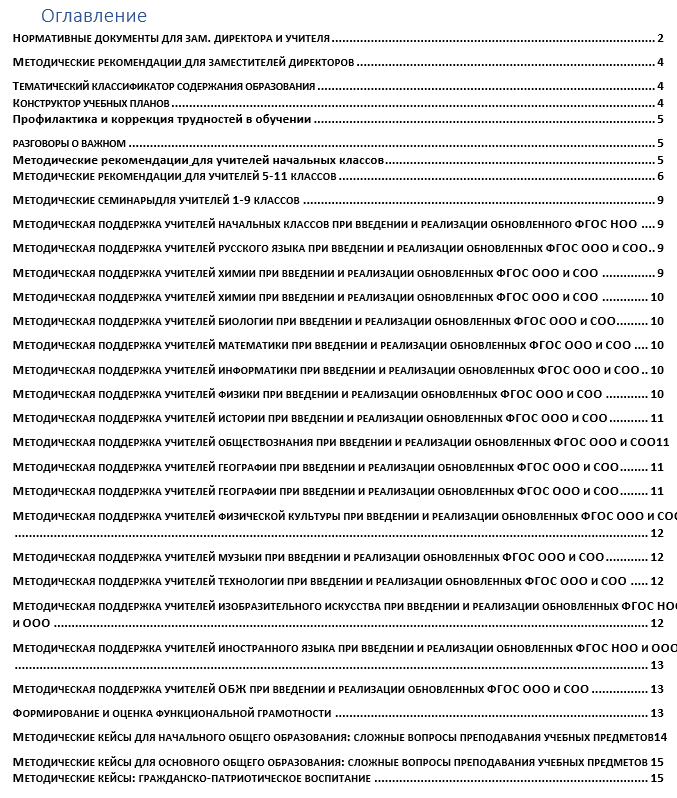 Оглавление
Нормативные документы для зам. директора и учителя 2
Методические рекомендации для заместителей директоров 4
Тематический классификатор содержания образования 4
Конструктор учебных планов 4
Профилактика и коррекция трудностей в обучении 5
разговоры о важном 5
Методические рекомендации для учителей начальных классов 5
Методические рекомендации для учителей 5-11 классов 6
Методические семинарыдля учителей 1-9 классов 9
Методическая поддержка учителей начальных классов при введении и реализации обновленного ФГОС НОО .... 9
Методическая поддержка учителей русского языка при введении и реализации обновленных ФГОС ООО и СОО.. 9
Методическая поддержка учителей химии при введении и реализации обновленных ФГОС ООО и СОО 9
Методическая поддержка учителей химии при введении и реализации обновленных ФГОС ООО и СОО 10
Методическая поддержка учителей биологии при введении и реализации обновленных ФГОС ООО и СОО 10
Методическая поддержка учителей математики при введении и реализации обновленных ФГОС ООО и СОО .... 10
Методическая поддержка учителей информатики при введении и реализации обновленных ФГОС ООО и СОО .. 10
Методическая поддержка учителей физики при введении и реализации обновленных ФГОС ООО и СОО 10
Методическая поддержка учителей истории при введении и реализации обновленных ФГОС ООО и СОО 11
Методическая поддержка учителей обществознания при введении и реализации обновленных ФГОС ООО и СОО11
Методическая поддержка учителей географии при введении и реализации обновленных ФГОС ООО и СОО 11
Методическая поддержка учителей географии при введении и реализации обновленных ФГОС ООО и СОО 11
Методическая поддержка учителей физической культуры при введении и реализации обновленных ФГОС ООО и СОО
12
Методическая поддержка учителей музыки при введении и реализации обновленных ФГОС ООО и СОО 12
Методическая поддержка учителей технологии при введении и реализации обновленных ФГОС ООО и СОО ..... 12
Методическая поддержка учителей изобразительного искусства при введении и реализации обновленных ФГОС НОО
и ООО 12
Методическая поддержка учителей иностранного языка при введении и реализации обновленных ФГОС НОО и ООО
13
Методическая поддержка учителей ОБЖ при введении и реализации обновленных ФГОС ООО и СОО 13
Формирование и оценка функциональной грамотности 13
Методические кейсы для начального общего образования: сложные вопросы преподавания учебных предметов14
Методические кейсы для основного общего образования: сложные вопросы преподавания учебных предметов 15
Методические кейсы: гражданско-патриотическое воспитание 15